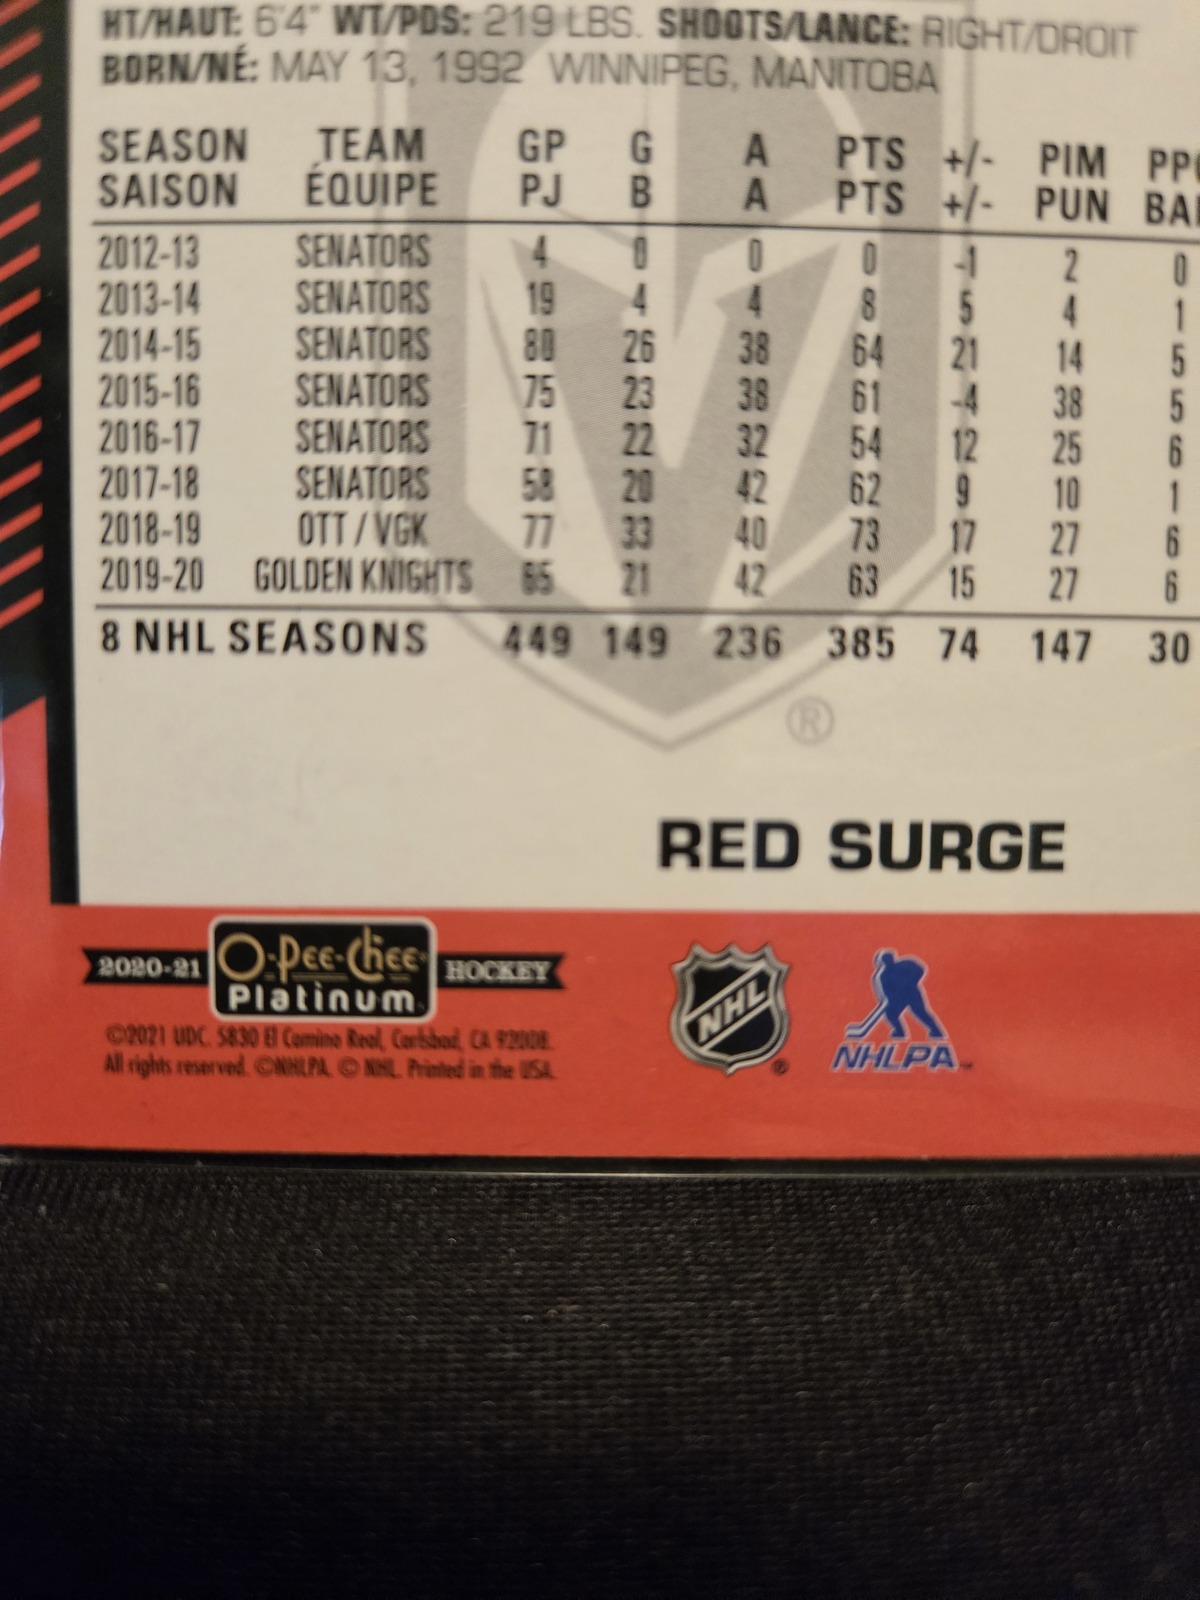 HT/HAUT: 6'4" WT/PDS: 219 LBS. SHOOTS/LANCE: RIGHT/DROIT
BORN/NÉ: MAY 13, 1992 WINNIPEG, MANITOBA
SEASON TEAM GP G A PTS +/- PIM PPG
SAISON ÉQUIPE PJ B A PTS +/- PUN BAN
2012-13 SENATORS 4 0 0 0 -1 2 0
2013-14 SENATORS 19 4 4 8 5 4 1
2014-15 SENATORS 80 26 38 64 21 14 5
2015-16 SENATORS 75 23 38 61 -4 38 5
2016-17 SENATORS 71 22 32 54 12 25 6
2017-18 SENATORS 58 20 42 62 9 10 1
2018-19 OTT / VGK 77 33 40 73 17 27 6
2019-20 GOLDEN KNIGHTS 65 21 42 63 15 27 6
8 NHL SEASONS 449 149 236 385 74 147 30
®
RED SURGE
2020-21 O-Pee-Chee Platinum HOCKEY
NHL ® NHLPA™
©2021 UDC. 5830 El Camino Real, Carlsbad, CA 92008.
All rights reserved. ©NHLPA. © NHL. Printed in the USA.